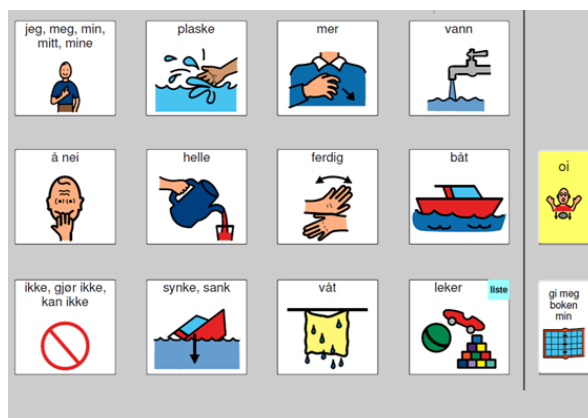 jeg, meg, min,
mitt, mine
plaske
mer
vann
å nei
helle
ferdig
båt
oi
ikke, gjør ikke,
kan ikke
synke, sank
våt
leker
liste
gi meg
boken
min